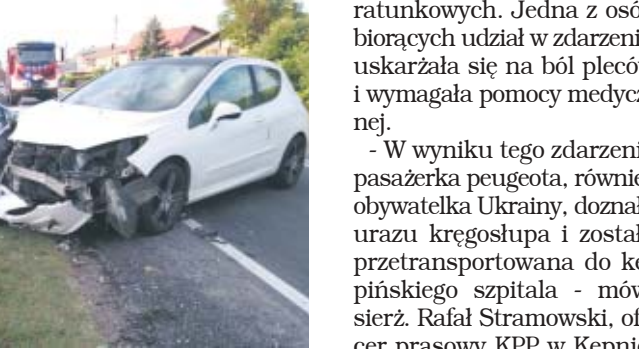 ratunkowych. Jedna z osó
biorących udział w zdarzeni
uskarżała się na ból plecó
i wymagała pomocy medycz
nej.
- W wyniku tego zdarzeni
pasażerka peugeota, równie
obywatelka Ukrainy, doznał
urazu kręgosłupa i został
przetransportowana do kę
pińskiego szpitala - mów
sierż. Rafał Stramowski, of
cer prasowy KPP w Kępnie